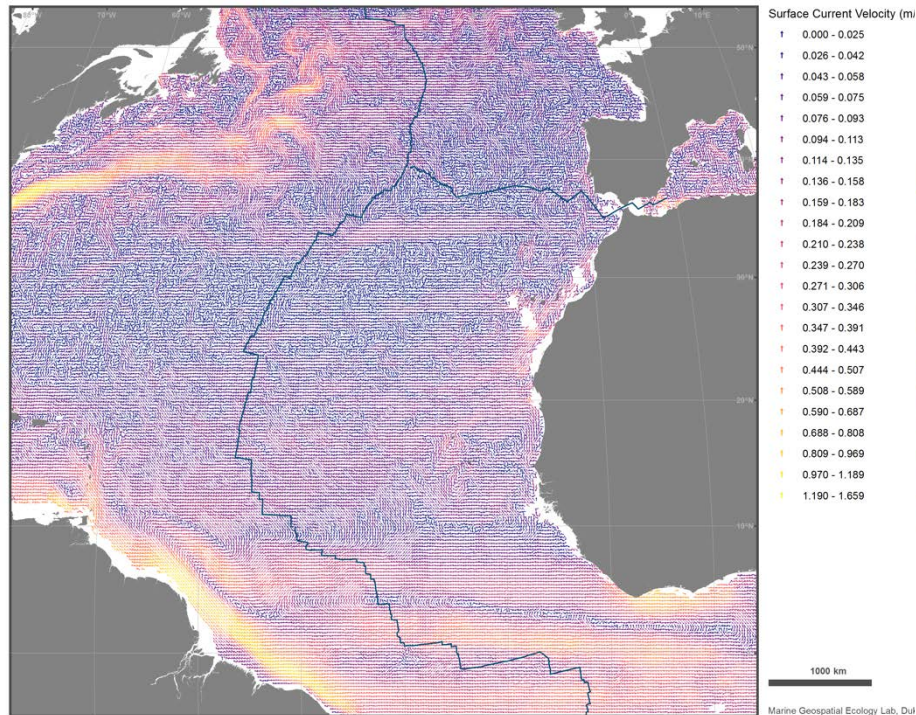 Surface Current Velocity (m/
0.000 - 0.025
0.026 - 0.042
0.043 - 0.058
0.059 - 0.075
0.076 - 0.093
0.094 - 0.113
0.114 - 0.135
0.136 - 0.158
0.159 - 0.183
0.184 - 0.209
0.210 - 0.238
0.239 - 0.270
0.271 - 0.306
0.307 - 0.346
0.347 - 0.391
0.392 - 0.443
0.444 - 0.507
0.508 - 0.589
0.590 - 0.687
0.688 - 0.808
0.809 - 0.969
0.970 - 1.189
1.190 - 1.659
1000 km
Marine Geospatial Ecology Lab, Duk